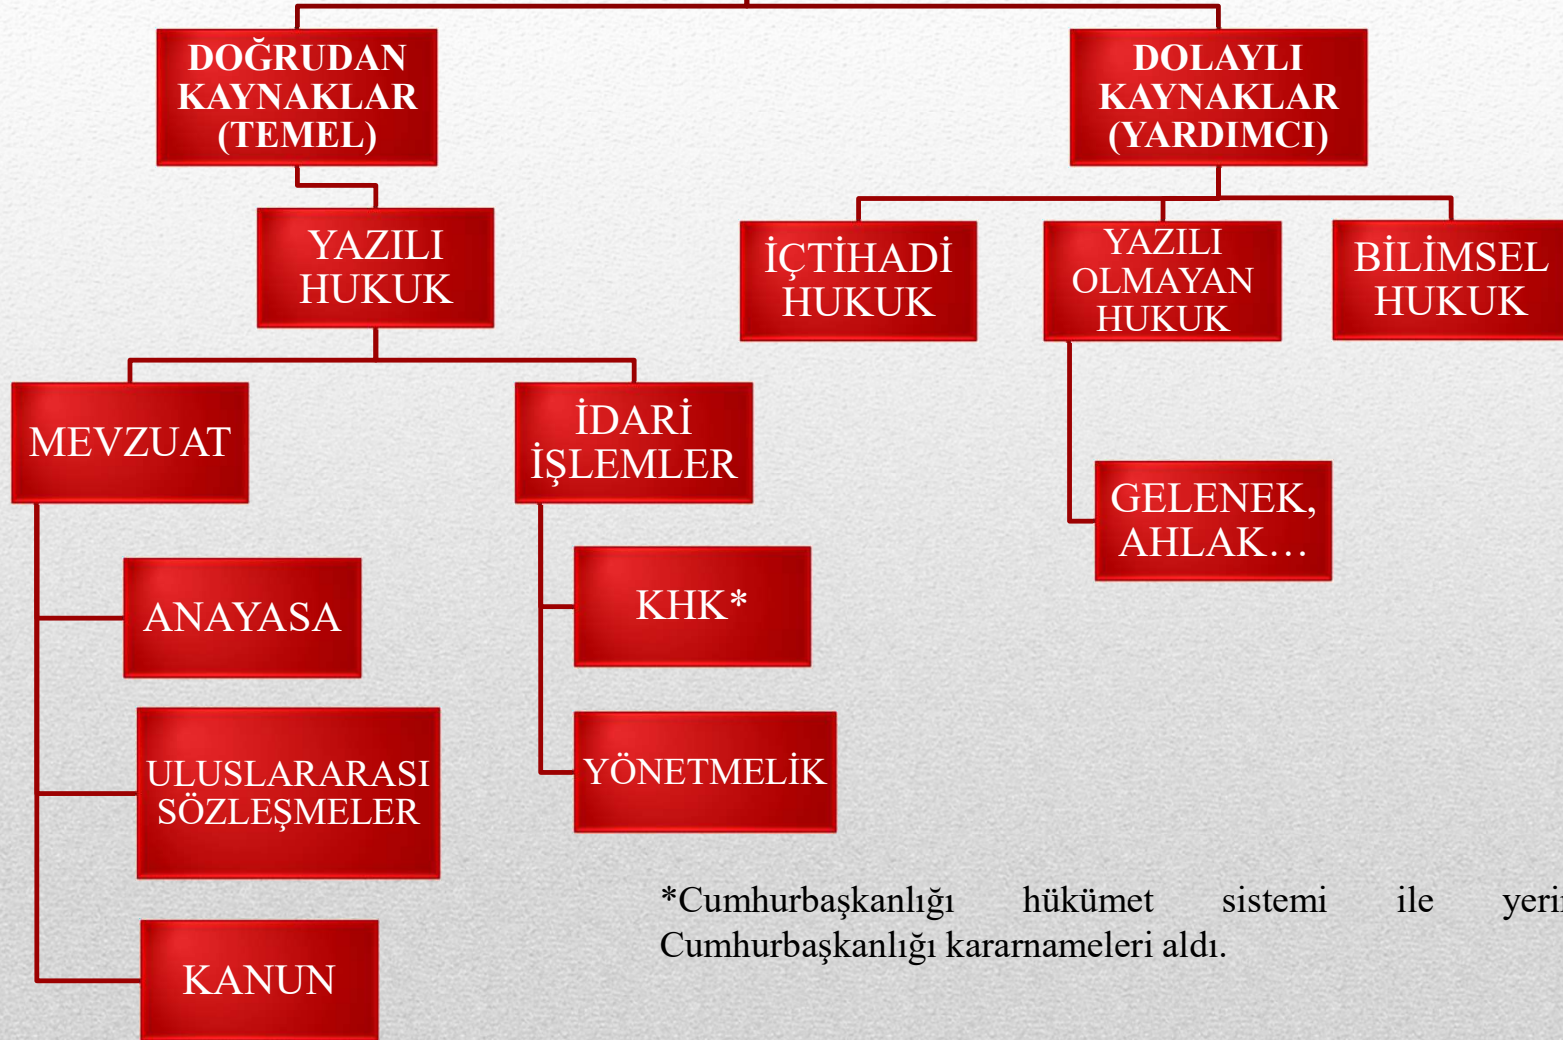 DOĞRUDAN
KAYNAKLAR
(TEMEL)
DOLAYLI
KAYNAKLAR
(YARDIMCI)
YAZILI
HUKUK
İÇTİHADİ
HUKUK
YAZILI
OLMAYAN
HUKUK
BİLİMSEL
HUKUK
MEVZUAT
İDARİ
İŞLEMLER
GELENEK,
AHLAK…
ANAYASA
KHK*
ULUSLARARASI
SÖZLEŞMELER
YÖNETMELİK
KANUN
*Cumhurbaşkanlığı hükümet sistemi ile
Cumhurbaşkanlığı kararnameleri aldı.